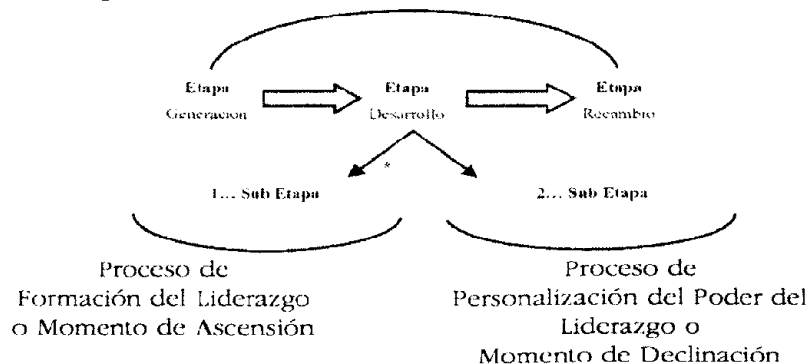 Etapa Etapa Etapa
Generacion Desarrollo Recambio
*
1... Sub Etapa 2... Sub Etapa
Proceso de
Formación del Liderazgo
o Momento de Ascensión
Proceso de
Personalización del Poder del
Liderazgo o
Momento de Declinación